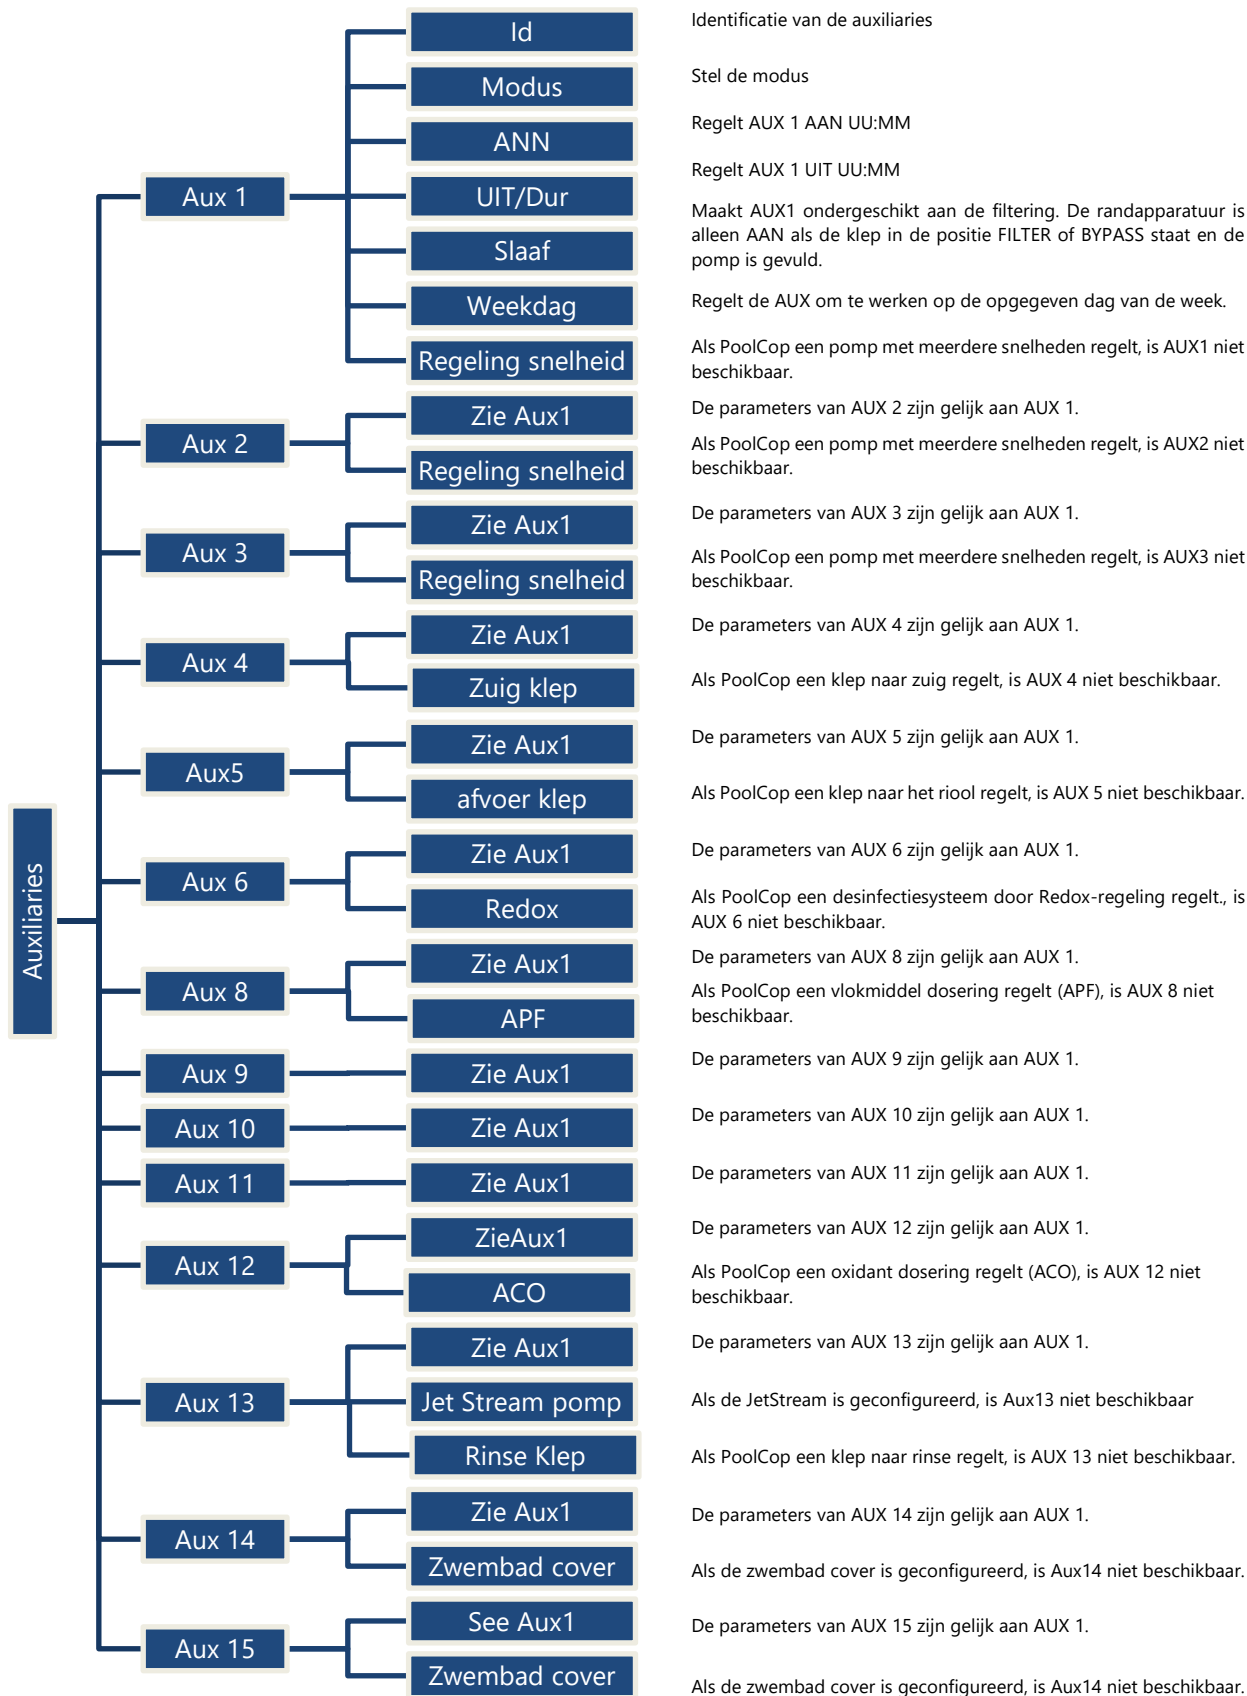 Auxiliaries
Aux 1
Id
Identificatie van de auxiliaries
Modus
Stel de modus
ANN
Regelt AUX 1 AAN UU:MM
UIT/Dur
Regelt AUX 1 UIT UU:MM
Slaaf
Maakt AUX1 ondergeschikt aan de filtering. De randapparatuur is
alleen AAN als de klep in de positie FILTER of BYPASS staat en de
pomp is gevuld.
Weekdag
Regelt de AUX om te werken op de opgegeven dag van de week.
Regeling snelheid
Als PoolCop een pomp met meerdere snelheden regelt, is AUX1 niet
beschikbaar.
Aux 2
Zie Aux1
De parameters van AUX 2 zijn gelijk aan AUX 1.
Regeling snelheid
Als PoolCop een pomp met meerdere snelheden regelt, is AUX2 niet
beschikbaar.
Aux 3
Zie Aux1
De parameters van AUX 3 zijn gelijk aan AUX 1.
Regeling snelheid
Als PoolCop een pomp met meerdere snelheden regelt, is AUX3 niet
beschikbaar.
Aux 4
Zie Aux1
De parameters van AUX 4 zijn gelijk aan AUX 1.
Zuig klep
Als PoolCop een klep naar zuig regelt, is AUX 4 niet beschikbaar.
Aux5
Zie Aux1
De parameters van AUX 5 zijn gelijk aan AUX 1.
afvoer klep
Als PoolCop een klep naar het riool regelt, is AUX 5 niet beschikbaar.
Aux 6
Zie Aux1
De parameters van AUX 6 zijn gelijk aan AUX 1.
Redox
Als PoolCop een desinfectiesysteem door Redox-regeling regelt., is
AUX 6 niet beschikbaar.
Aux 8
Zie Aux1
De parameters van AUX 8 zijn gelijk aan AUX 1.
APF
Als PoolCop een vlokmiddel dosering regelt (APF), is AUX 8 niet
beschikbaar.
Aux 9
Zie Aux1
De parameters van AUX 9 zijn gelijk aan AUX 1.
Aux 10
Zie Aux1
De parameters van AUX 10 zijn gelijk aan AUX 1.
Aux 11
Zie Aux1
De parameters van AUX 11 zijn gelijk aan AUX 1.
Aux 12
ZieAux1
De parameters van AUX 12 zijn gelijk aan AUX 1.
ACO
Als PoolCop een oxidant dosering regelt (ACO), is AUX 12 niet
beschikbaar.
Aux 13
Zie Aux1
De parameters van AUX 13 zijn gelijk aan AUX 1.
Jet Stream pomp
Als de JetStream is geconfigureerd, is Aux13 niet beschikbaar
Rinse Klep
Als PoolCop een klep naar rinse regelt, is AUX 13 niet beschikbaar.
Aux 14
Zie Aux1
De parameters van AUX 14 zijn gelijk aan AUX 1.
Zwembad cover
Als de zwembad cover is geconfigureerd, is Aux14 niet beschikbaar.
Aux 15
See Aux1
De parameters van AUX 15 zijn gelijk aan AUX 1.
Zwembad cover
Als de zwembad cover is geconfigureerd, is Aux14 niet beschikbaar.